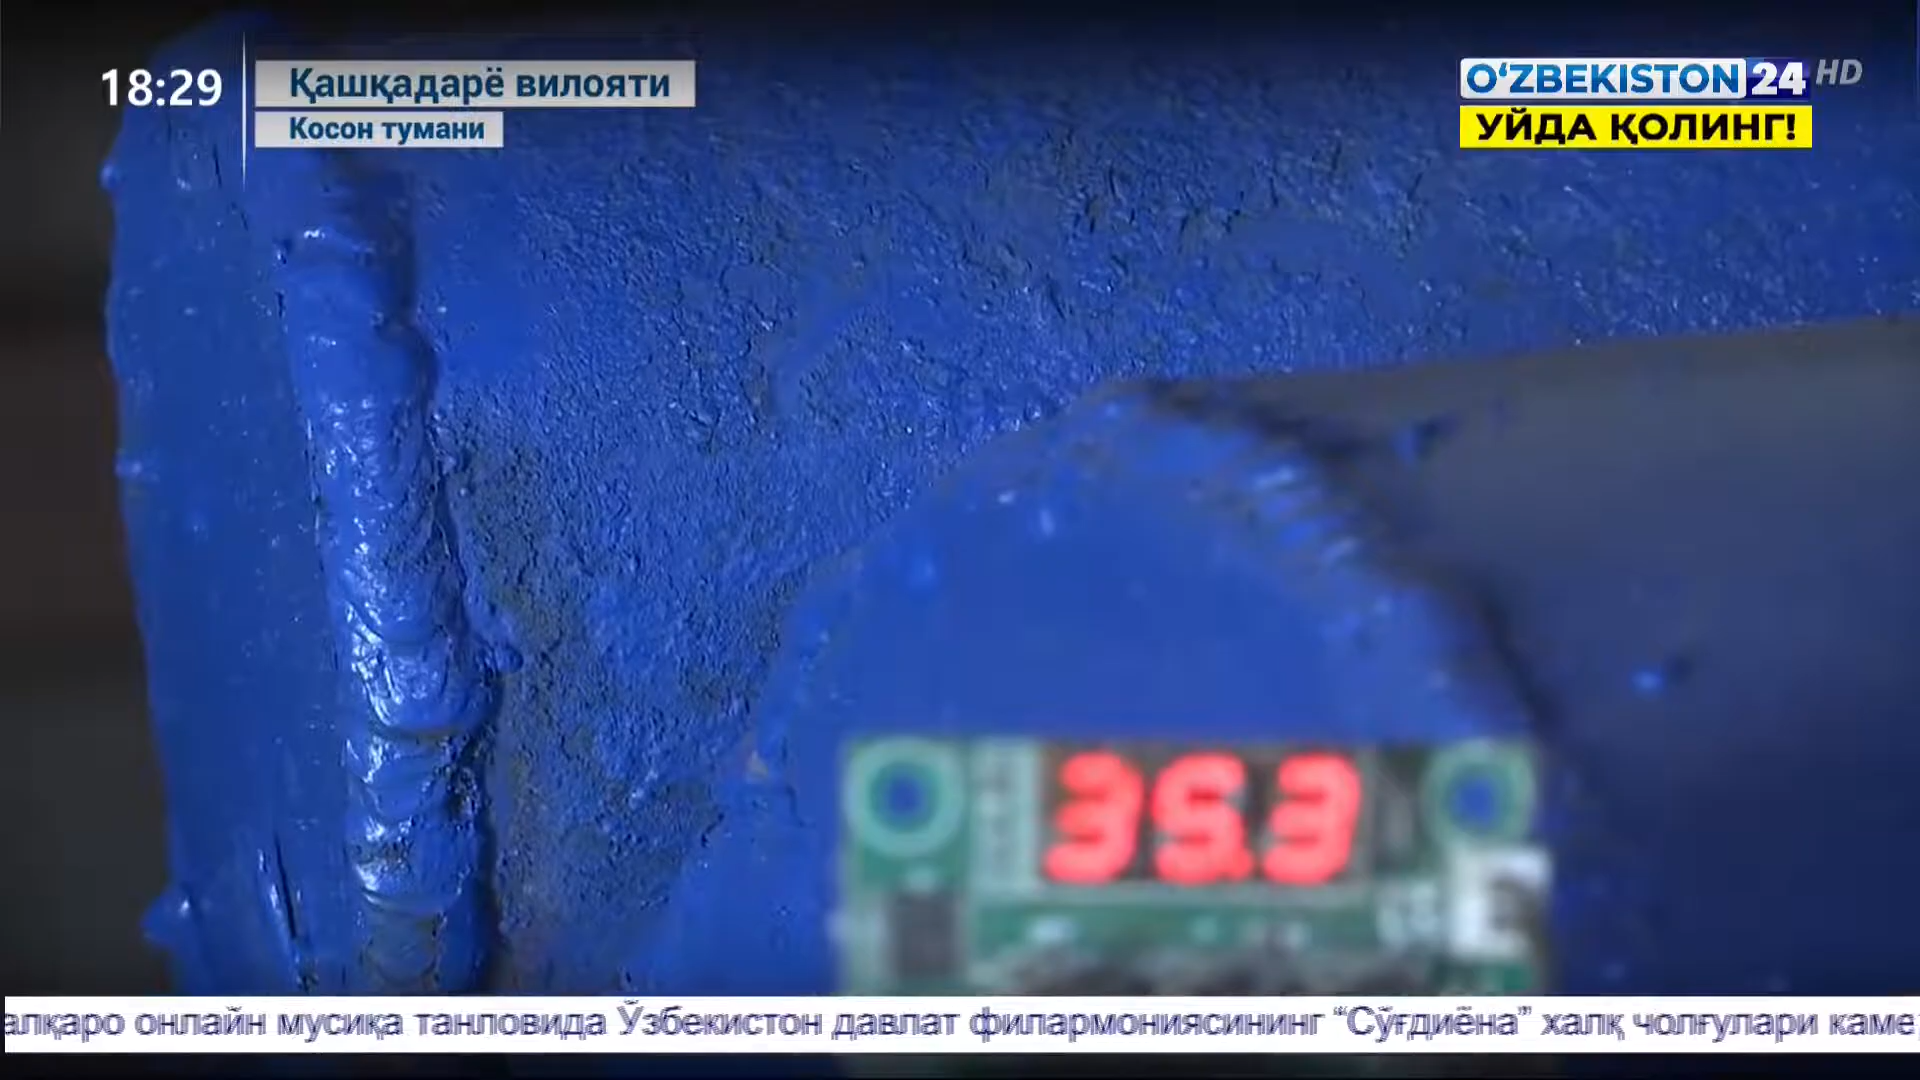 18:29
Қашқадарё вилояти
Косон тумани
O‘ZBEKISTON 24 HD
УЙДА ҚОЛИНГ!
35.3
алқаро онлайн мусиқа танловида Ўзбекистон давлат филармониясининг “Сўғдиёна” халқ чолғулари каме